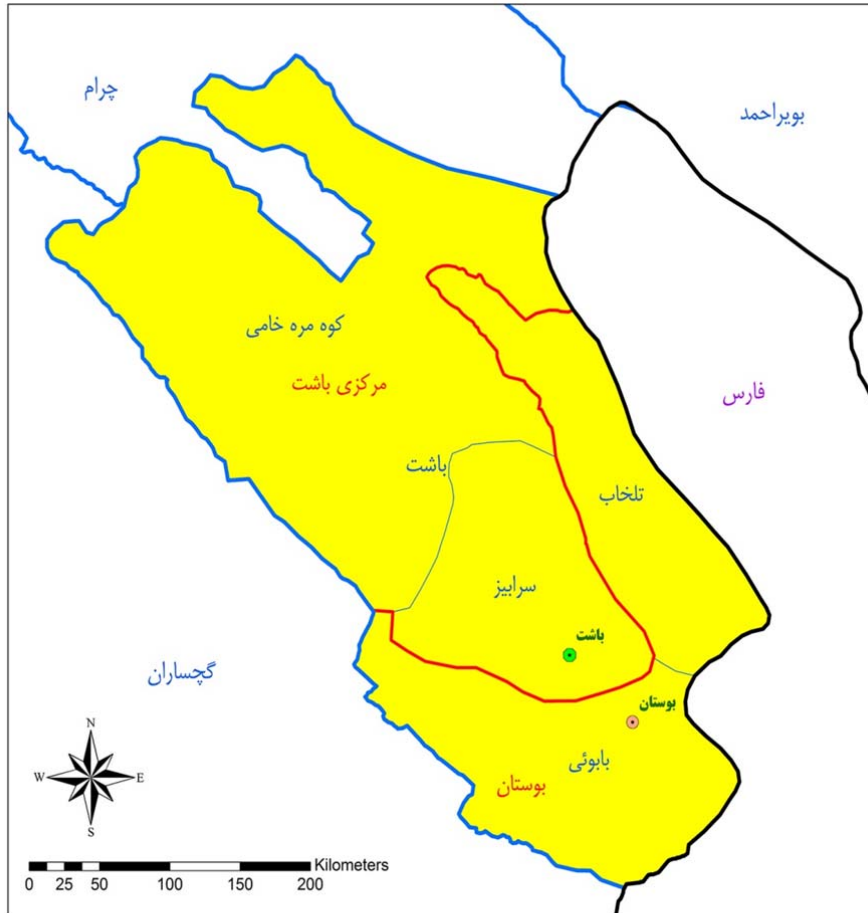 چرام
بویراحمد
کوه مره خامی
مرکزی باشت
فارس
باشت
تلخاب
سرابیز
باشت
گچساران
بوستان
بابوئی
بوستان
N
W
E
S
Kilometers
0 25 50 100 150 200